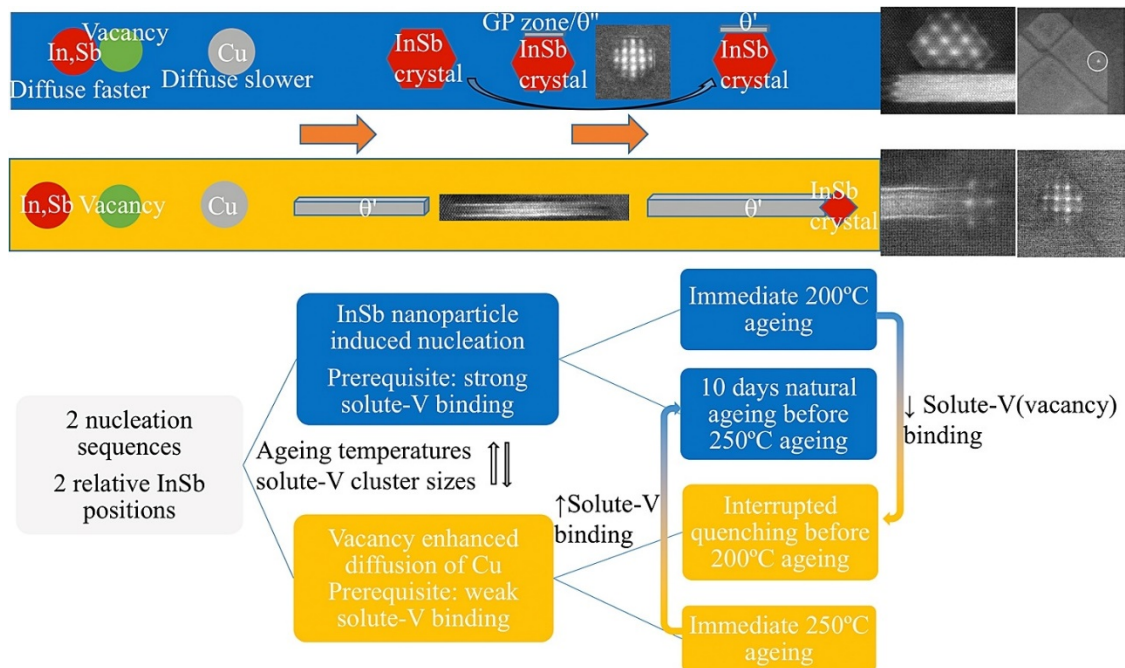 In,Sb
Vacancy
Diffuse faster
Cu
Diffuse slower
InSb
crystal
GP zone/θ"
InSb
crystal
θ'
InSb
crystal
In,Sb
Vacancy
Cu
θ'
θ'
InSb
crystal
2 nucleation
sequences
2 relative InSb
positions
InSb nanoparticle
induced nucleation
Prerequisite: strong
solute-V binding
Ageing temperatures
solute-V cluster sizes
Vacancy enhanced
diffusion of Cu
Prerequisite: weak
solute-V binding
↑Solute-V
binding
Immediate 200ºC
ageing
10 days natural
ageing before
250ºC ageing
Interrupted
quenching before
200ºC ageing
Immediate 250ºC
ageing
↓ Solute-V(vacancy)
binding